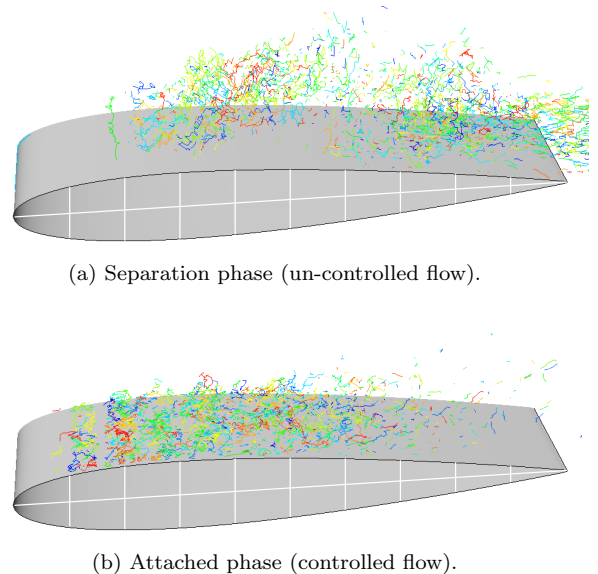 (a) Separation phase (un-controlled flow).
(b) Attached phase (controlled flow).